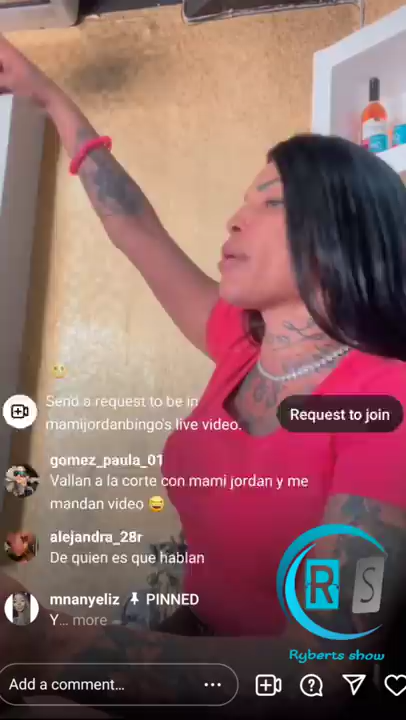 Send a request to be in
mamijordanbingo's live video.
Request to join
gomez_paula_01
Vallan a la corte con mami jordan y me
mandan video 😅
alejandra_28r
De quien es que hablan
mnanyeliz PINNED
Y... more
R S
Ryberts show
Add a comment...